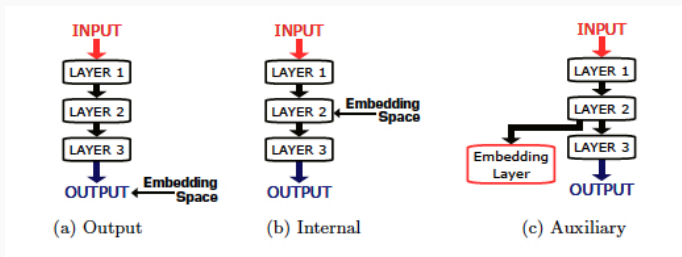 INPUT
LAYER 1
LAYER 2
LAYER 3
OUTPUT
Embedding
Space
(a) Output
INPUT
LAYER 1
LAYER 2
LAYER 3
OUTPUT
Embedding
Space
(b) Internal
INPUT
LAYER 1
LAYER 2
LAYER 3
OUTPUT
Embedding
Layer
(c) Auxiliary